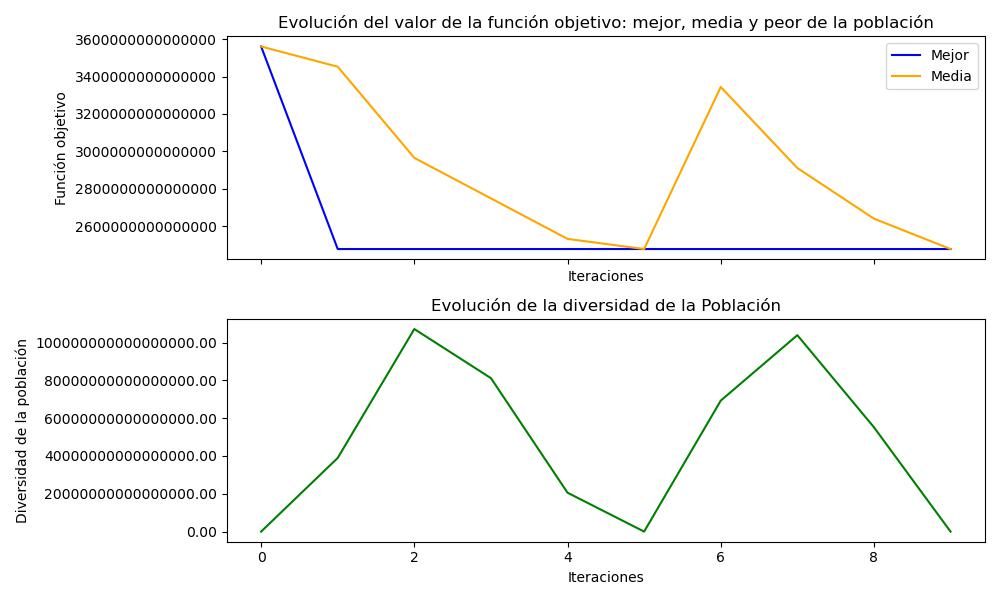 Evolución del valor de la función objetivo: mejor, media y peor de la población
3600000000000000
3400000000000000
3200000000000000
3000000000000000
2800000000000000
2600000000000000
Función objetivo
Mejor
Media
Iteraciones
Evolución de la diversidad de la Población
100000000000000000.00
80000000000000000.00
60000000000000000.00
40000000000000000.00
20000000000000000.00
0.00
Diversidad de la población
0 2 4 6 8
Iteraciones